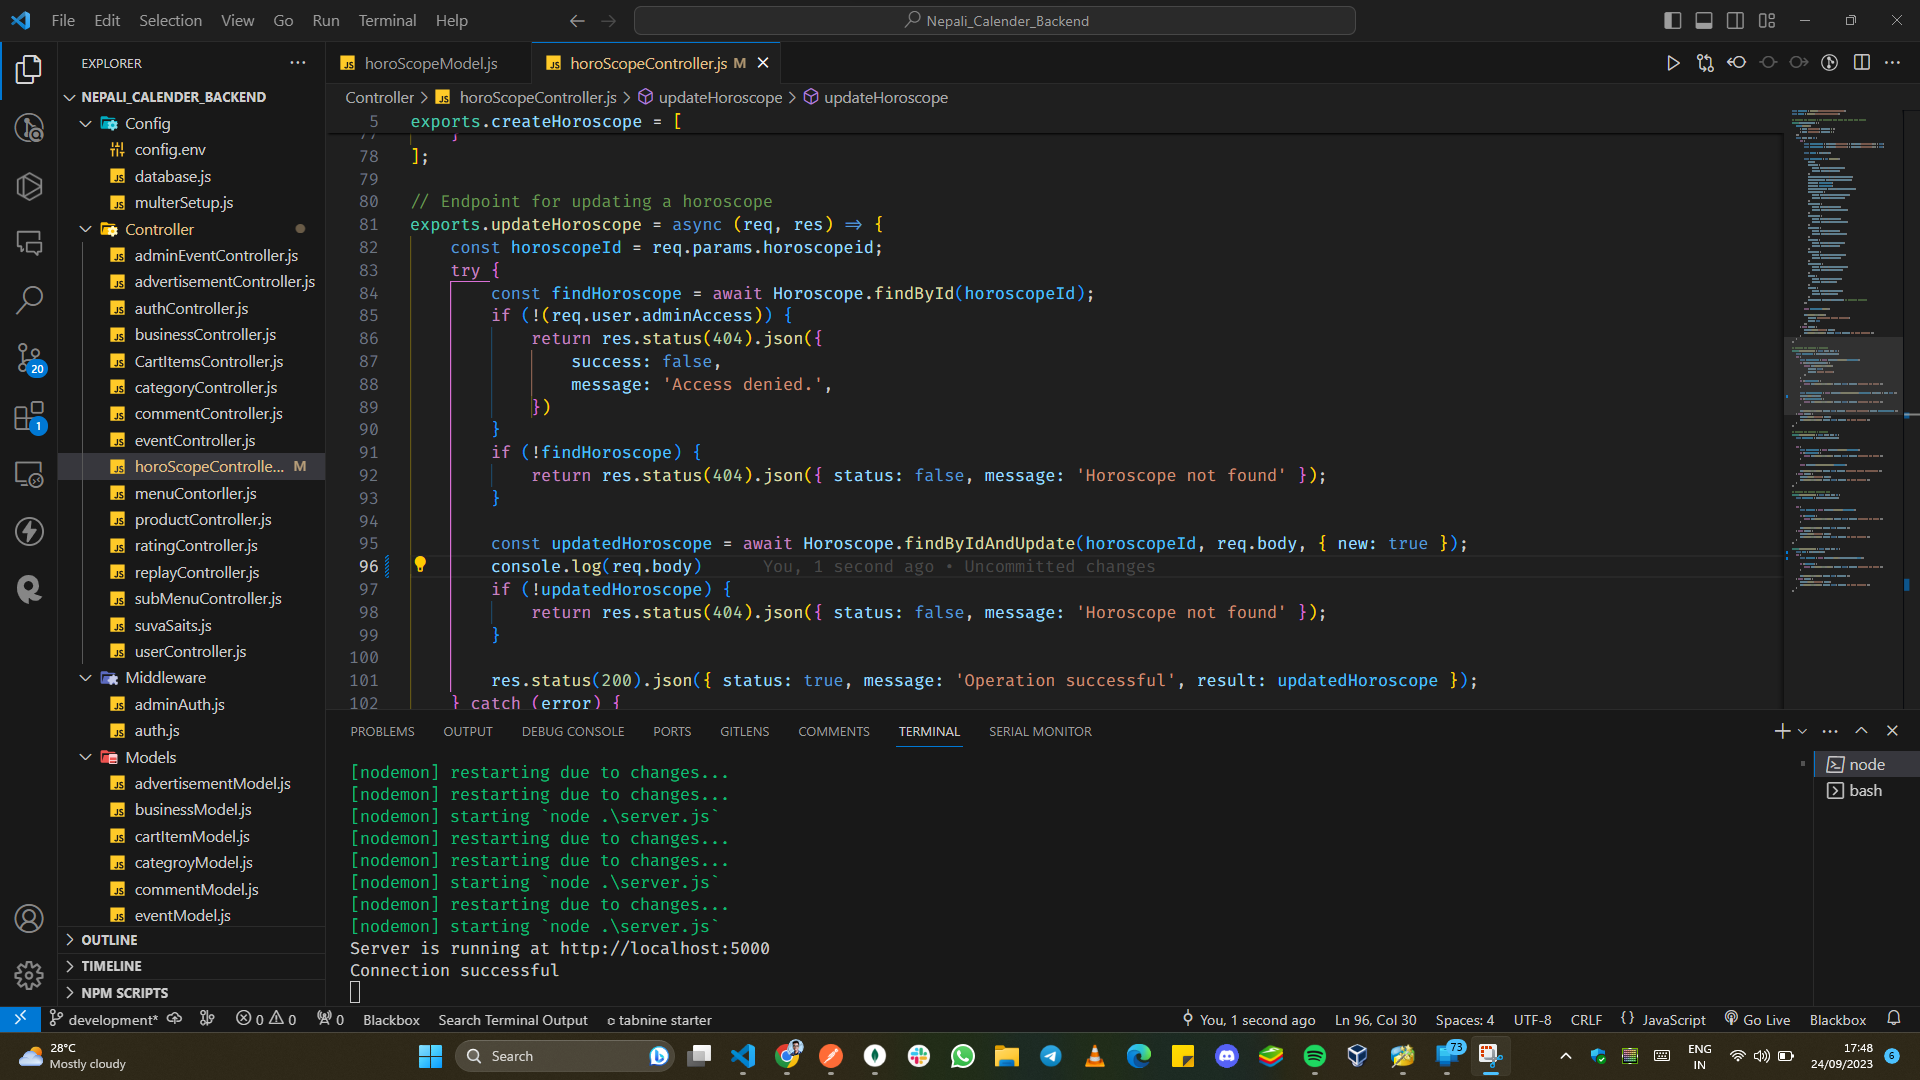 File Edit Selection View Go Run Terminal Help
Nepali_Calender_Backend
EXPLORER
NEPALI_CALENDER_BACKEND
Config
config.env
database.js
multerSetup.js
Controller
adminEventController.js
advertisementController.js
authController.js
businessController.js
CartItemsController.js
categoryController.js
commentController.js
eventController.js
horoScopeControlle... M
menuContorller.js
productController.js
ratingController.js
replayController.js
subMenuController.js
suvaSaits.js
userController.js
Middleware
adminAuth.js
auth.js
Models
advertisementModel.js
businessModel.js
cartItemModel.js
categroyModel.js
commentModel.js
eventModel.js
OUTLINE
TIMELINE
NPM SCRIPTS
20
1
horoScopeModel.js
horoScopeController.js M
Controller > horoScopeController.js > updateHoroscope > updateHoroscope
5 exports.createHoroscope = [
77 }
78 ];
79
80 // Endpoint for updating a horoscope
81 exports.updateHoroscope = async (req, res) => {
82 const horoscopeId = req.params.horoscopeid;
83 try {
84 const findHoroscope = await Horoscope.findById(horoscopeId);
85 if (!(req.user.adminAccess)) {
86 return res.status(404).json({
87 success: false,
88 message: 'Access denied.',
89 })
90 }
91 if (!findHoroscope) {
92 return res.status(404).json({ status: false, message: 'Horoscope not found' });
93 }
94
95 const updatedHoroscope = await Horoscope.findByIdAndUpdate(horoscopeId, req.body, { new: true });
96 console.log(req.body) You, 1 second ago • Uncommitted changes
97 if (!updatedHoroscope) {
98 return res.status(404).json({ status: false, message: 'Horoscope not found' });
99 }
100
101 res.status(200).json({ status: true, message: 'Operation successful', result: updatedHoroscope });
102 } catch (error) {
PROBLEMS OUTPUT DEBUG CONSOLE PORTS GITLENS COMMENTS TERMINAL SERIAL MONITOR
[nodemon] restarting due to changes...
[nodemon] restarting due to changes...
[nodemon] starting `node .\server.js`
[nodemon] restarting due to changes...
[nodemon] restarting due to changes...
[nodemon] starting `node .\server.js`
[nodemon] restarting due to changes...
[nodemon] starting `node .\server.js`
Server is running at http://localhost:5000
Connection successful
node
bash
development* 0 0 0 Blackbox Search Terminal Output tabnine starter
You, 1 second ago Ln 96, Col 30 Spaces: 4 UTF-8 CRLF {} JavaScript Go Live Blackbox
28°C
Mostly cloudy
Search
73
ENG
IN
17:48
24/09/2023
6